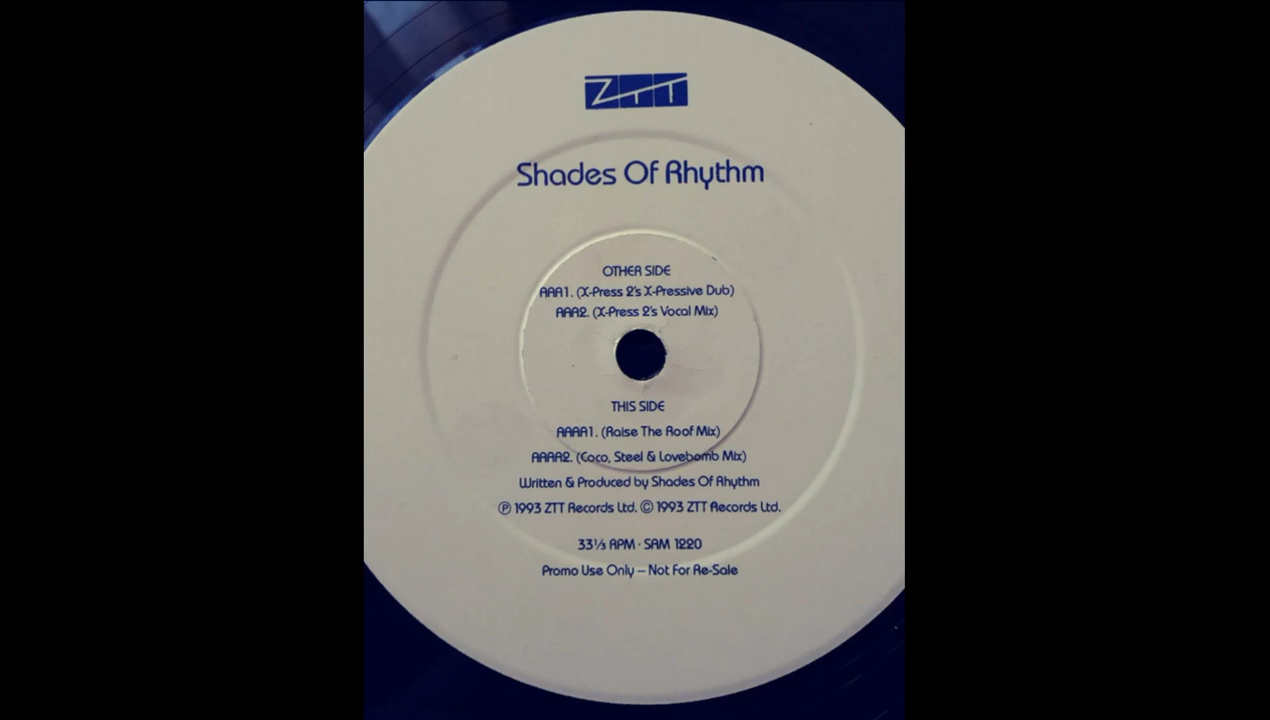 ZTT
Shades Of Rhythm
OTHER SIDE
AAA1. (X-Press 2's X-Pressive Dub)
AAA2. (X-Press 2's Vocal Mix)
THIS SIDE
AAAA1. (Raise The Roof Mix)
AAAA2. (Coco, Steel & Lovebomb Mix)
Written & Produced by Shades Of Rhythm
℗ 1993 ZTT Records Ltd. © 1993 ZTT Records Ltd.
33⅓ RPM · SAM 1220
Promo Use Only – Not For Re-Sale